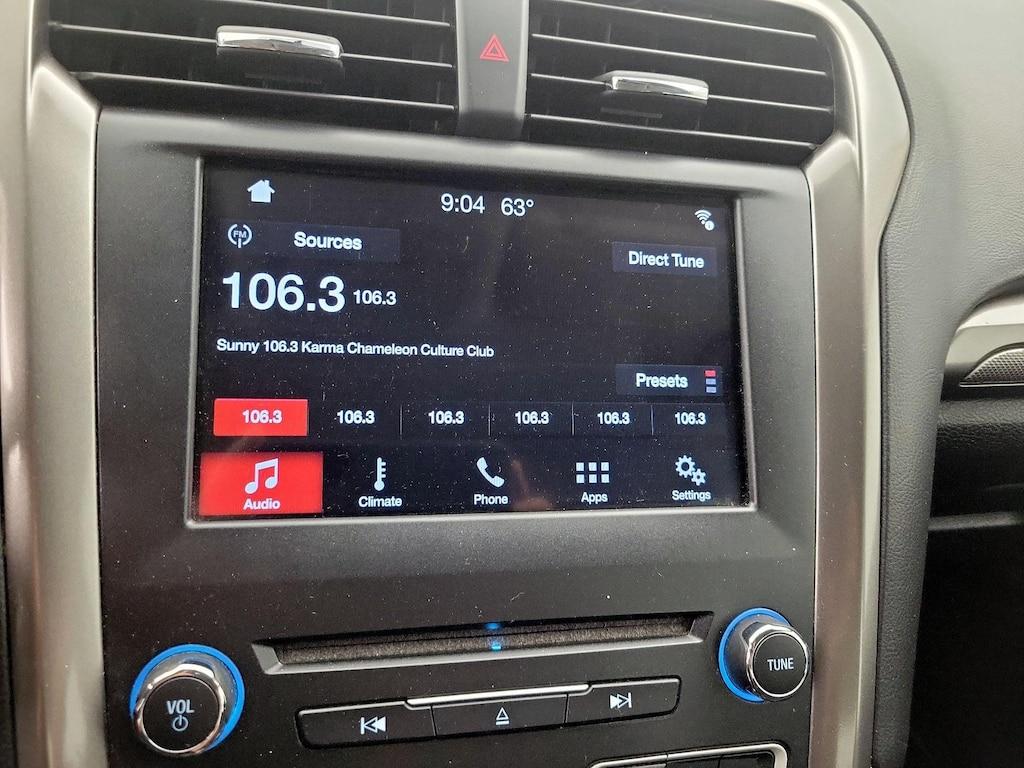 9:04 63°
FM
Sources
Direct Tune
106.3 106.3
Sunny 106.3 Karma Chameleon Culture Club
Presets
106.3 106.3 106.3 106.3 106.3 106.3
Audio Climate Phone Apps Settings
VOL
TUNE